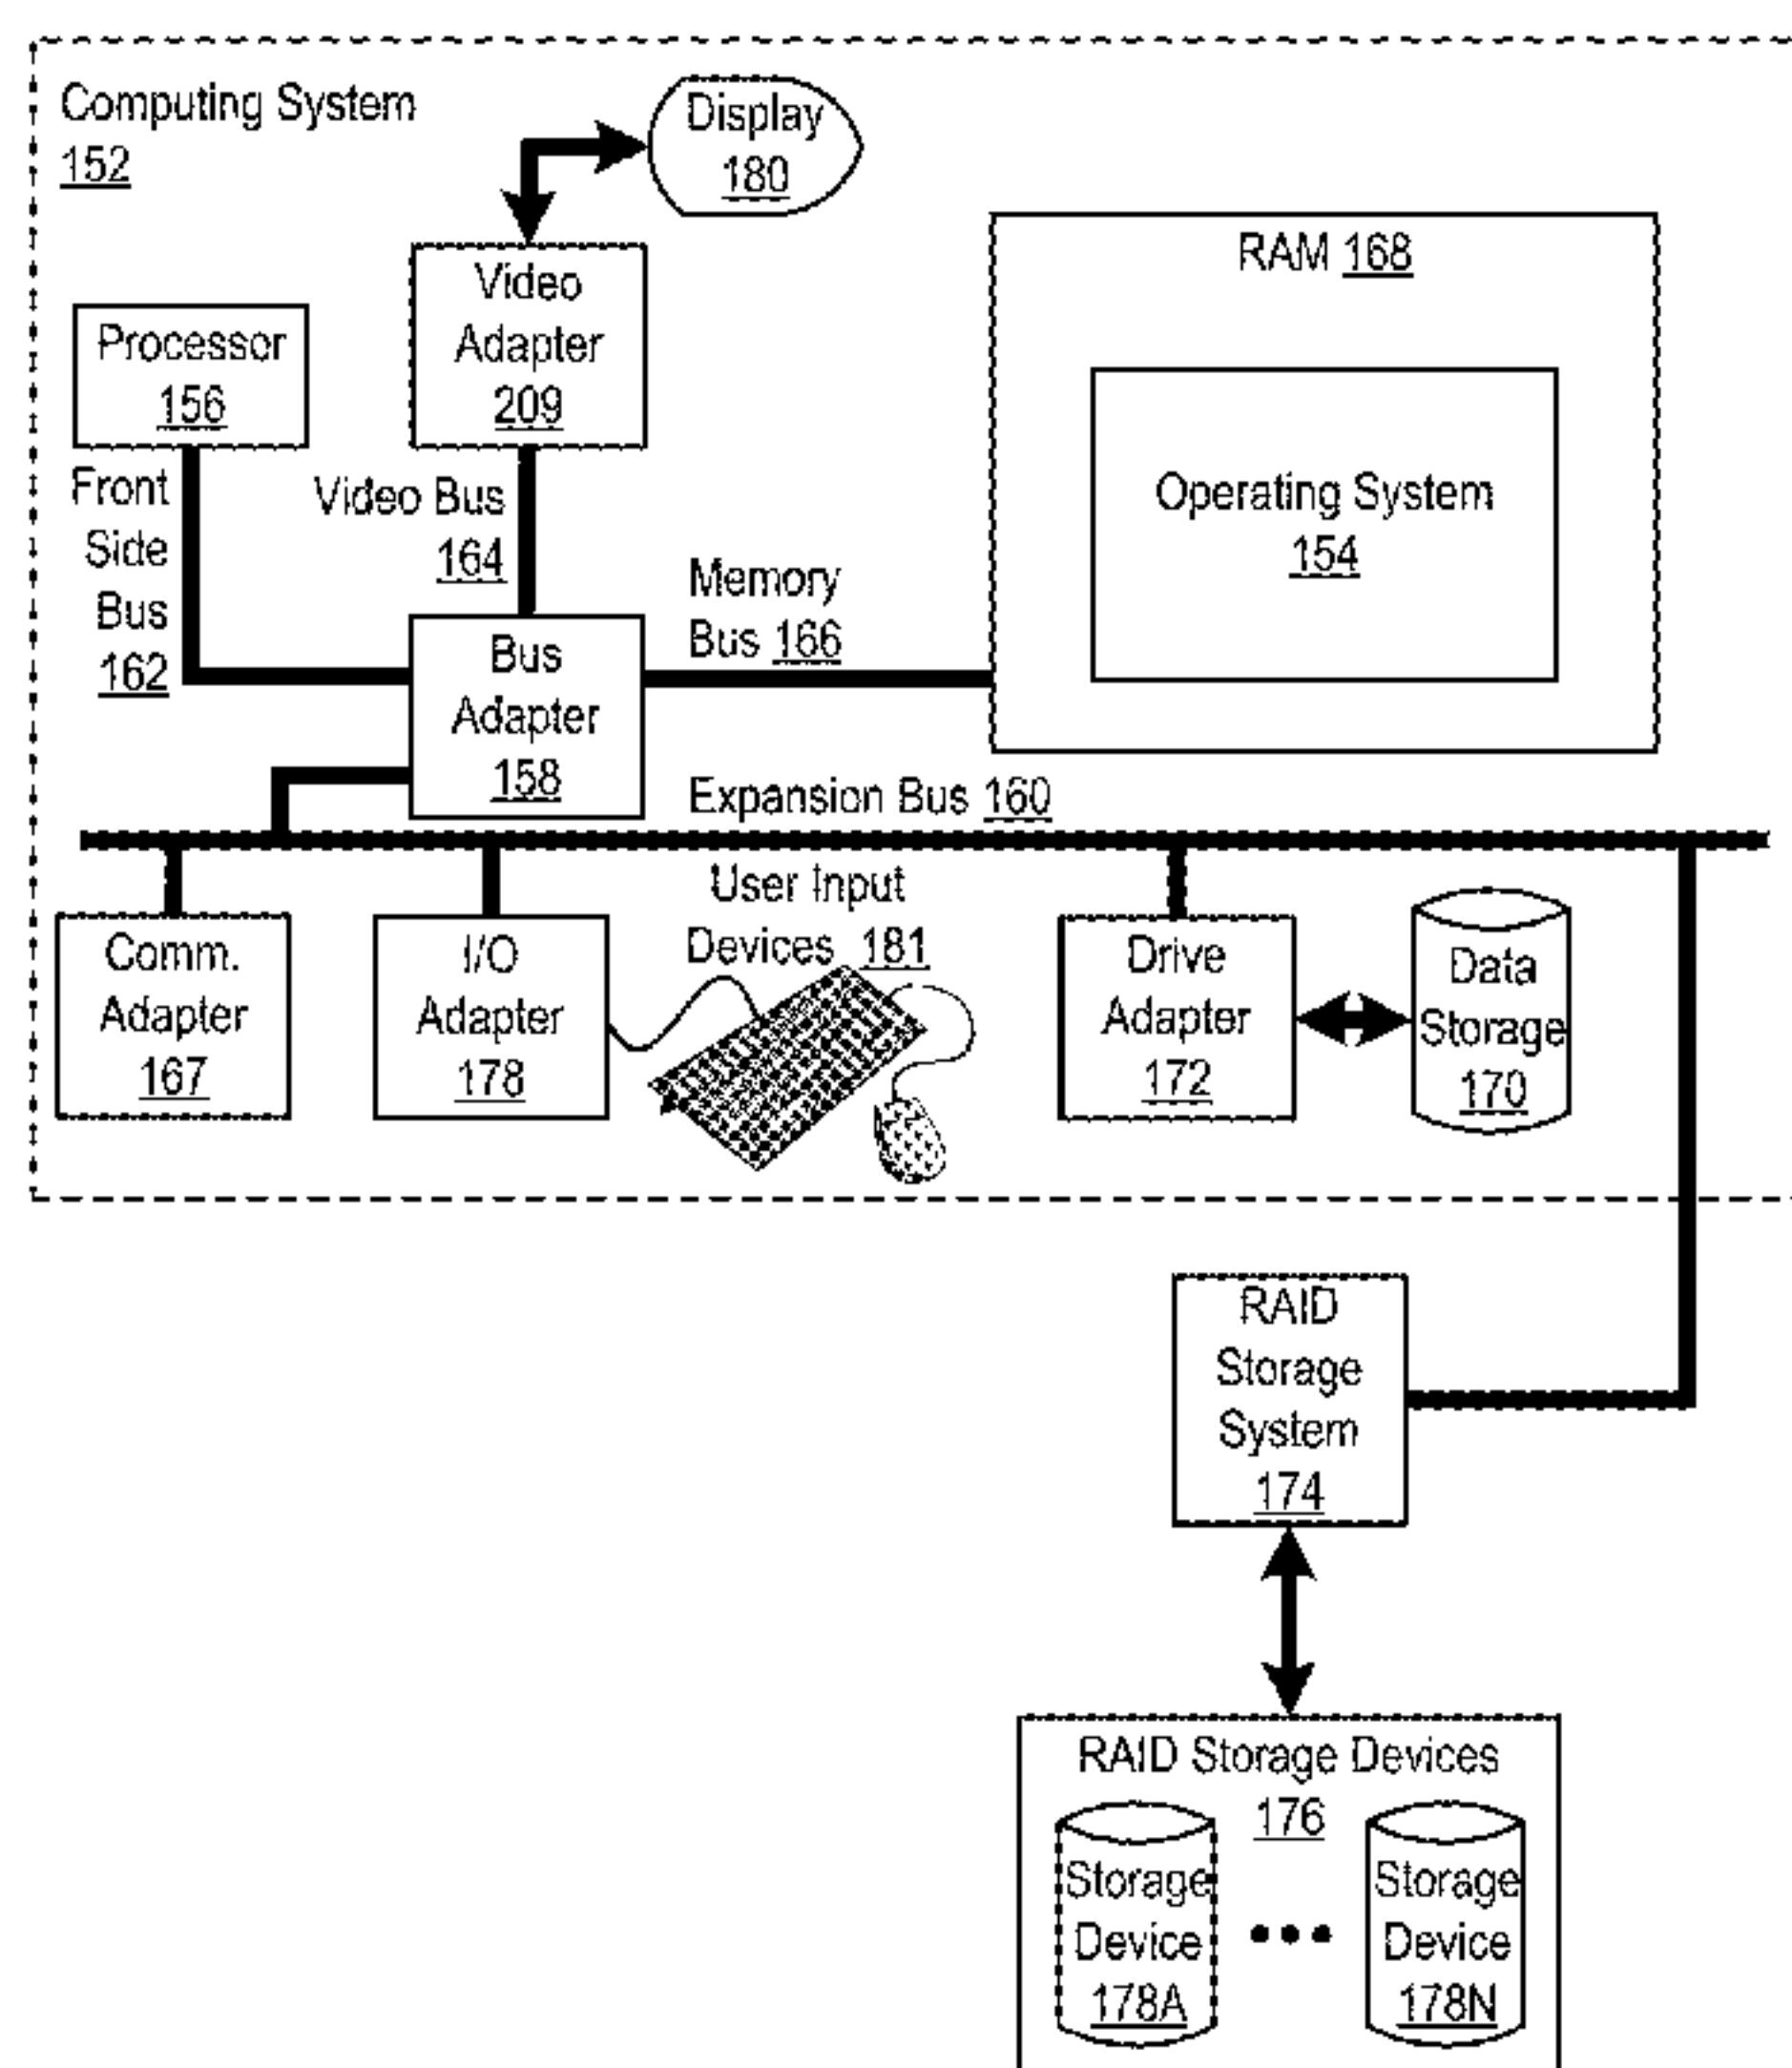 Computing System
152
Display
180
RAM 168
Video
Adapter
209
Processor
156
Operating System
154
Front
Side
Bus
162
Video Bus
164
Memory
Bus 166
Bus
Adapter
158
Expansion Bus 160
Comm.
Adapter
167
I/O
Adapter
178
User Input
Devices 181
Drive
Adapter
172
Data
Storage
170
RAID
Storage
System
174
RAID Storage Devices
176
Storage
Device
178A
Storage
Device
178N